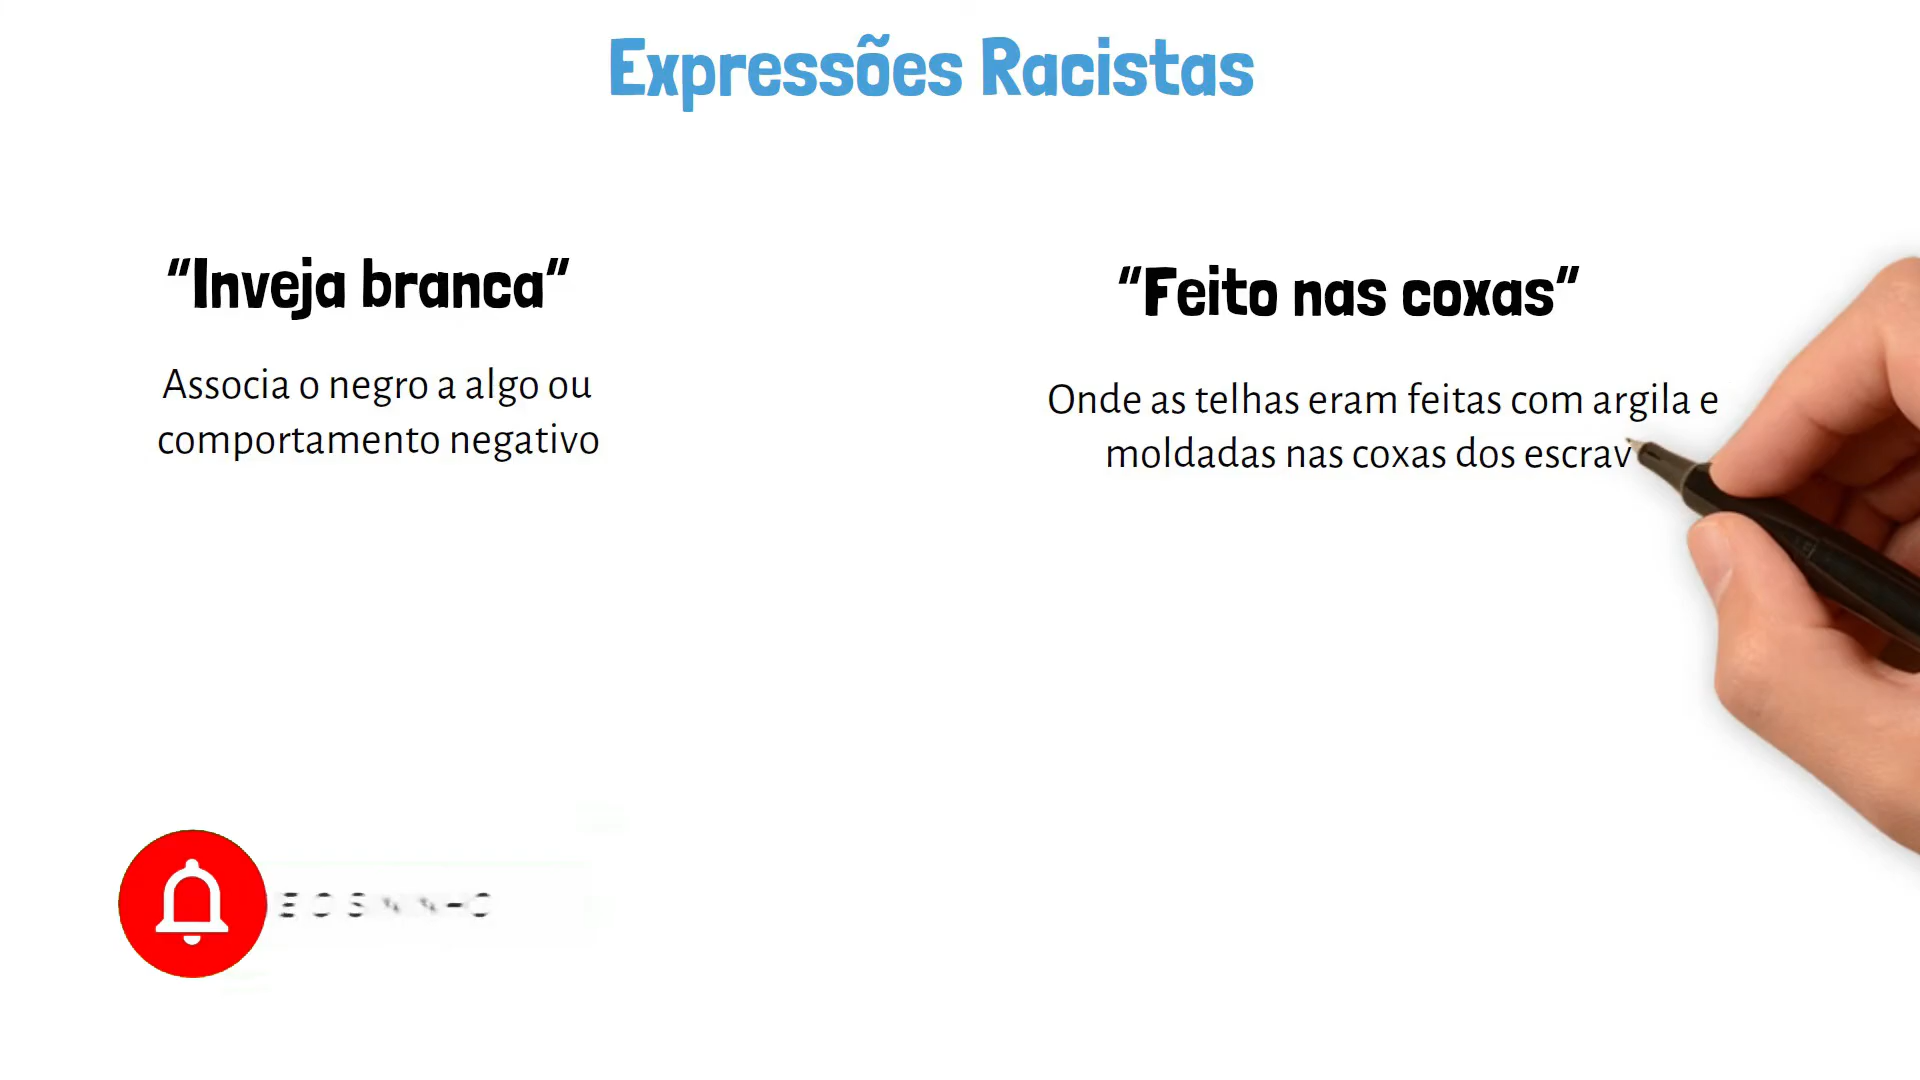 Expressões Racistas
"Inveja branca"
Associa o negro a algo ou
comportamento negativo
"Feito nas coxas"
Onde as telhas eram feitas com argila e
moldadas nas coxas dos escrav